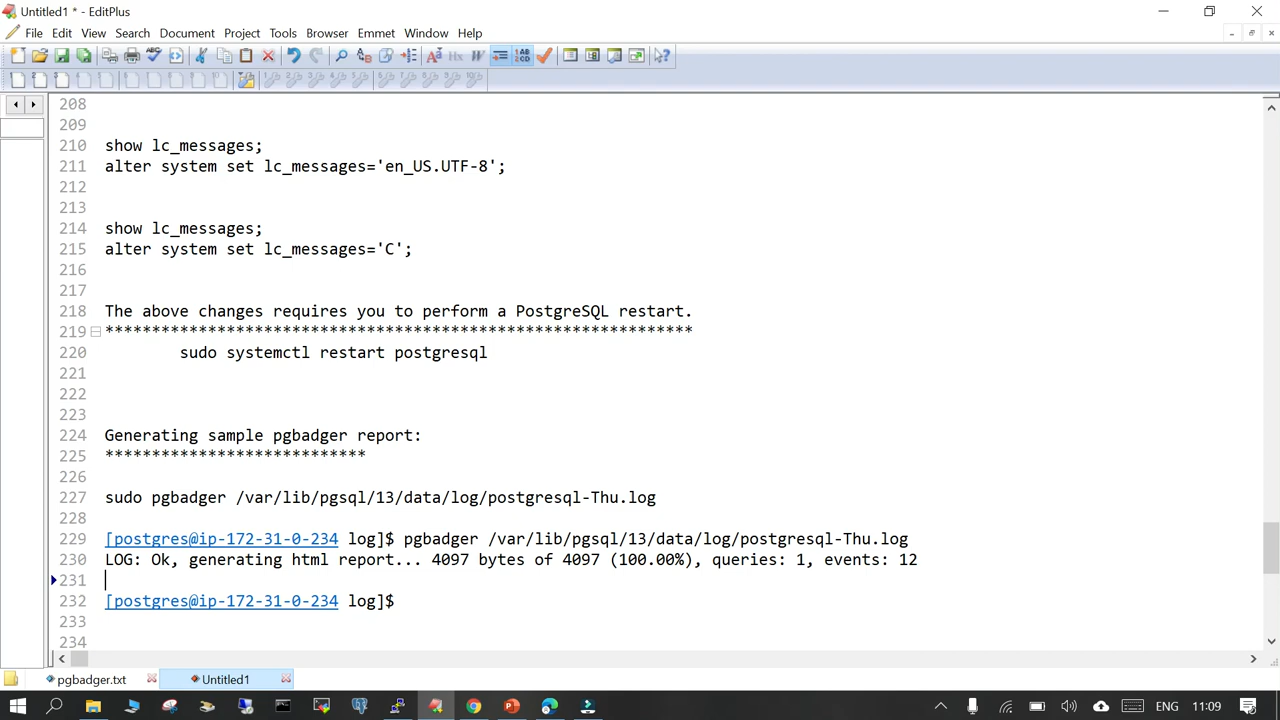 Untitled1 * - EditPlus
File Edit View Search Document Project Tools Browser Emmet Window Help
208
209
210 show lc_messages;
211 alter system set lc_messages='en_US.UTF-8';
212
213
214 show lc_messages;
215 alter system set lc_messages='C';
216
217
218 The above changes requires you to perform a PostgreSQL restart.
219 ***************************************************************
220 sudo systemctl restart postgresql
221
222
223
224 Generating sample pgbadger report:
225 ****************************
226
227 sudo pgbadger /var/lib/pgsql/13/data/log/postgresql-Thu.log
228
229 [postgres@ip-172-31-0-234 log]$ pgbadger /var/lib/pgsql/13/data/log/postgresql-Thu.log
230 LOG: Ok, generating html report... 4097 bytes of 4097 (100.00%), queries: 1, events: 12
231
232 [postgres@ip-172-31-0-234 log]$
233
234
pgbadger.txt Untitled1
ENG 11:09